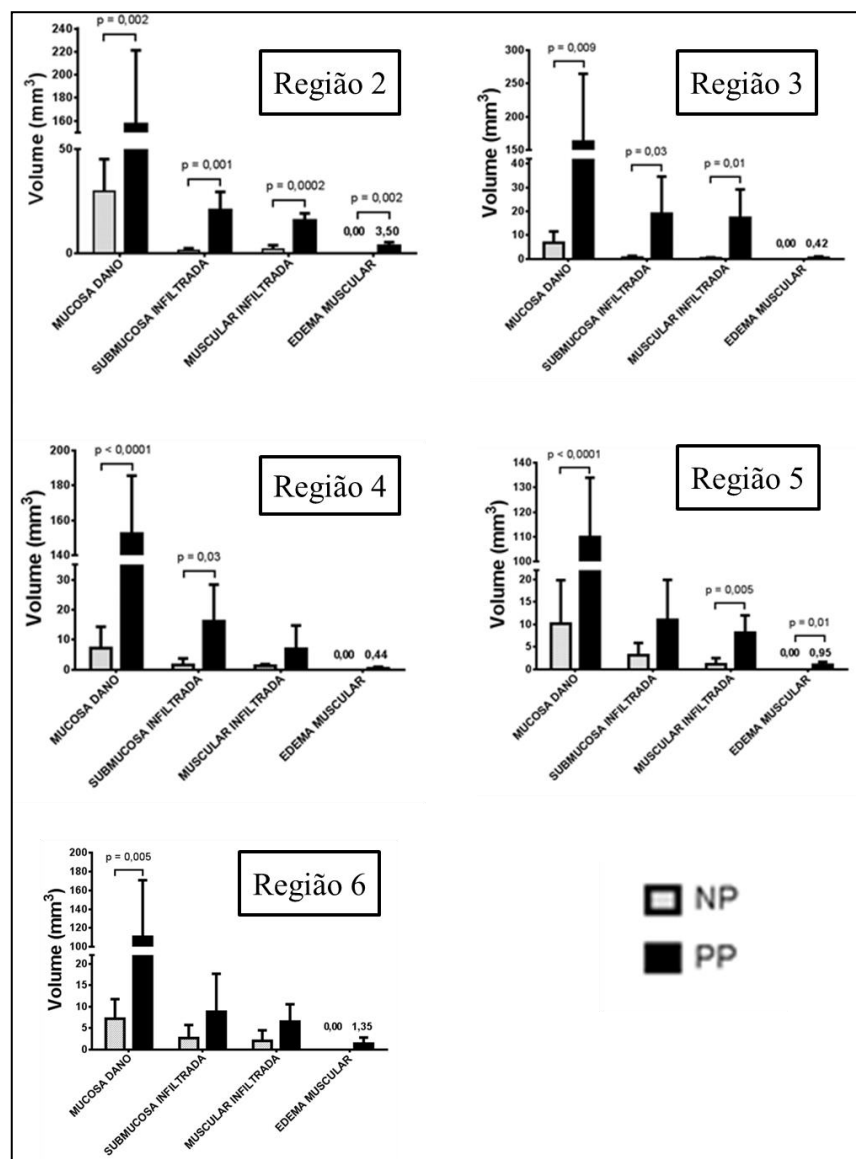 Região 2
Volume (mm³)
240
220
200
180
160
140
50
0
p = 0,002
p = 0,001
p = 0,0002
p = 0,002
0,00 3,50
MUCOSA DANO
SUBMUCOSA INFILTRADA
MUSCULAR INFILTRADA
EDEMA MUSCULAR
Região 3
Volume (mm³)
300
250
200
150
40
30
20
10
0
p = 0,009
p = 0,03
p = 0,01
0,00 0,42
MUCOSA DANO
SUBMUCOSA INFILTRADA
MUSCULAR INFILTRADA
EDEMA MUSCULAR
Região 4
Volume (mm³)
200
180
160
140
30
20
10
0
p < 0,0001
p = 0,03
0,00 0,44
MUCOSA DANO
SUBMUCOSA INFILTRADA
MUSCULAR INFILTRADA
EDEMA MUSCULAR
Região 5
Volume (mm³)
140
130
120
110
100
20
15
10
5
0
p < 0,0001
p = 0,005
p = 0,01
0,00 0,95
MUCOSA DANO
SUBMUCOSA INFILTRADA
MUSCULAR INFILTRADA
EDEMA MUSCULAR
Região 6
Volume (mm³)
200
180
160
140
120
100
20
15
10
5
0
p = 0,005
0,00 1,35
MUCOSA DANO
SUBMUCOSA INFILTRADA
MUSCULAR INFILTRADA
EDEMA MUSCULAR
NP
PP